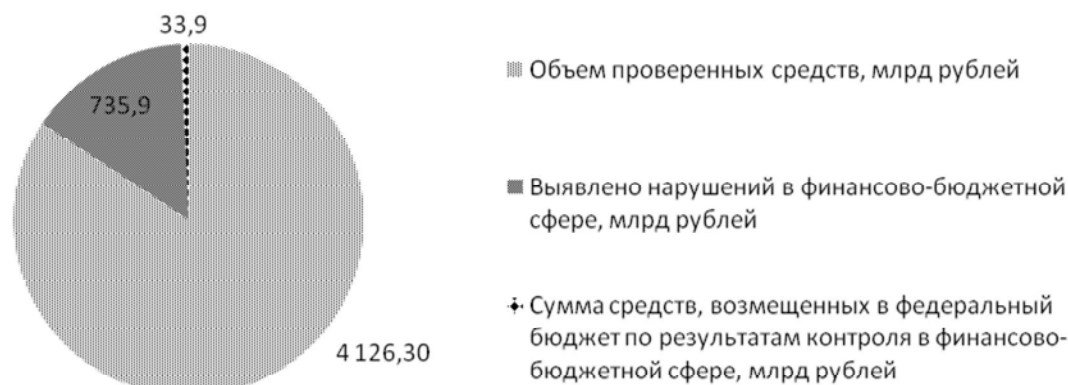 33,9
735,9
4 126,30
Объем проверенных средств, млрд рублей
Выявлено нарушений в финансово-бюджетной
сфере, млрд рублей
Сумма средств, возмещенных в федеральный
бюджет по результатам контроля в финансово-
бюджетной сфере, млрд рублей